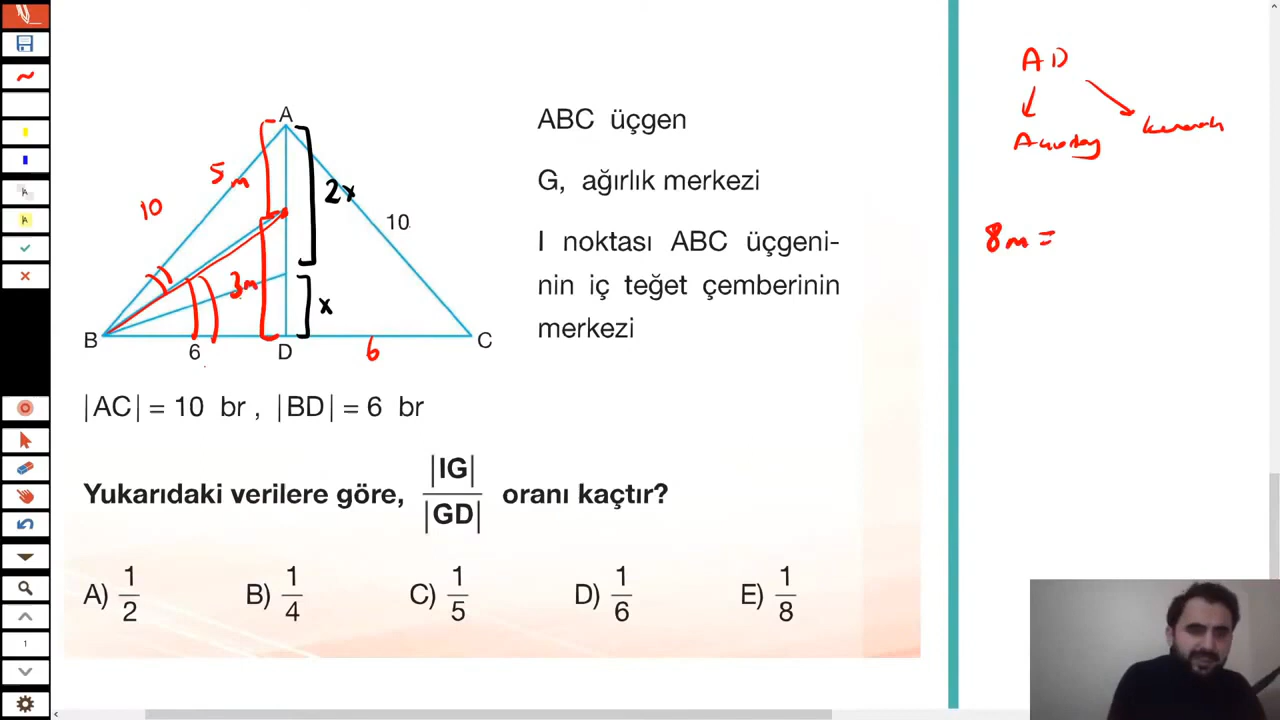 A D
Açıortay
A
5m
2x
10
10
3m
x
B
6
D
6
C
8m =
ABC üçgen
G, ağırlık merkezi
I noktası ABC üçgeni-
nin iç teğet çemberinin
merkezi
|AC| = 10 br , |BD| = 6 br
Yukarıdaki verilere göre, |IG| / |GD| oranı kaçtır?
A) 1/2 B) 1/4 C) 1/5 D) 1/6 E) 1/8